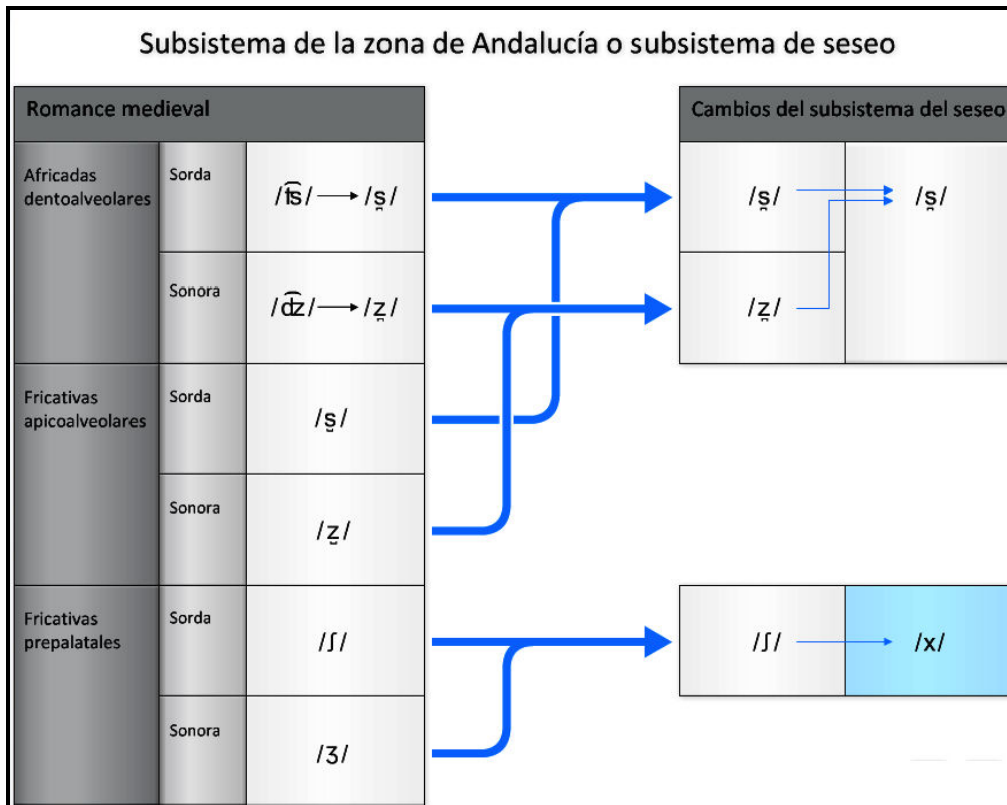 Subsistema de la zona de Andalucía o subsistema de seseo
Romance medieval
Cambios del subsistema del seseo
Africadas
dentoalveolares
Sorda
/t͡s/ → /s̪/
Sonora
/d͡z/ → /z̪/
Fricativas
apicoalveolares
Sorda
/s̺/
Sonora
/z̺/
Fricativas
prepalatales
Sorda
/ʃ/
Sonora
/ʒ/
/s̪/
/s̪/
/z̪/
/ʃ/
/x/